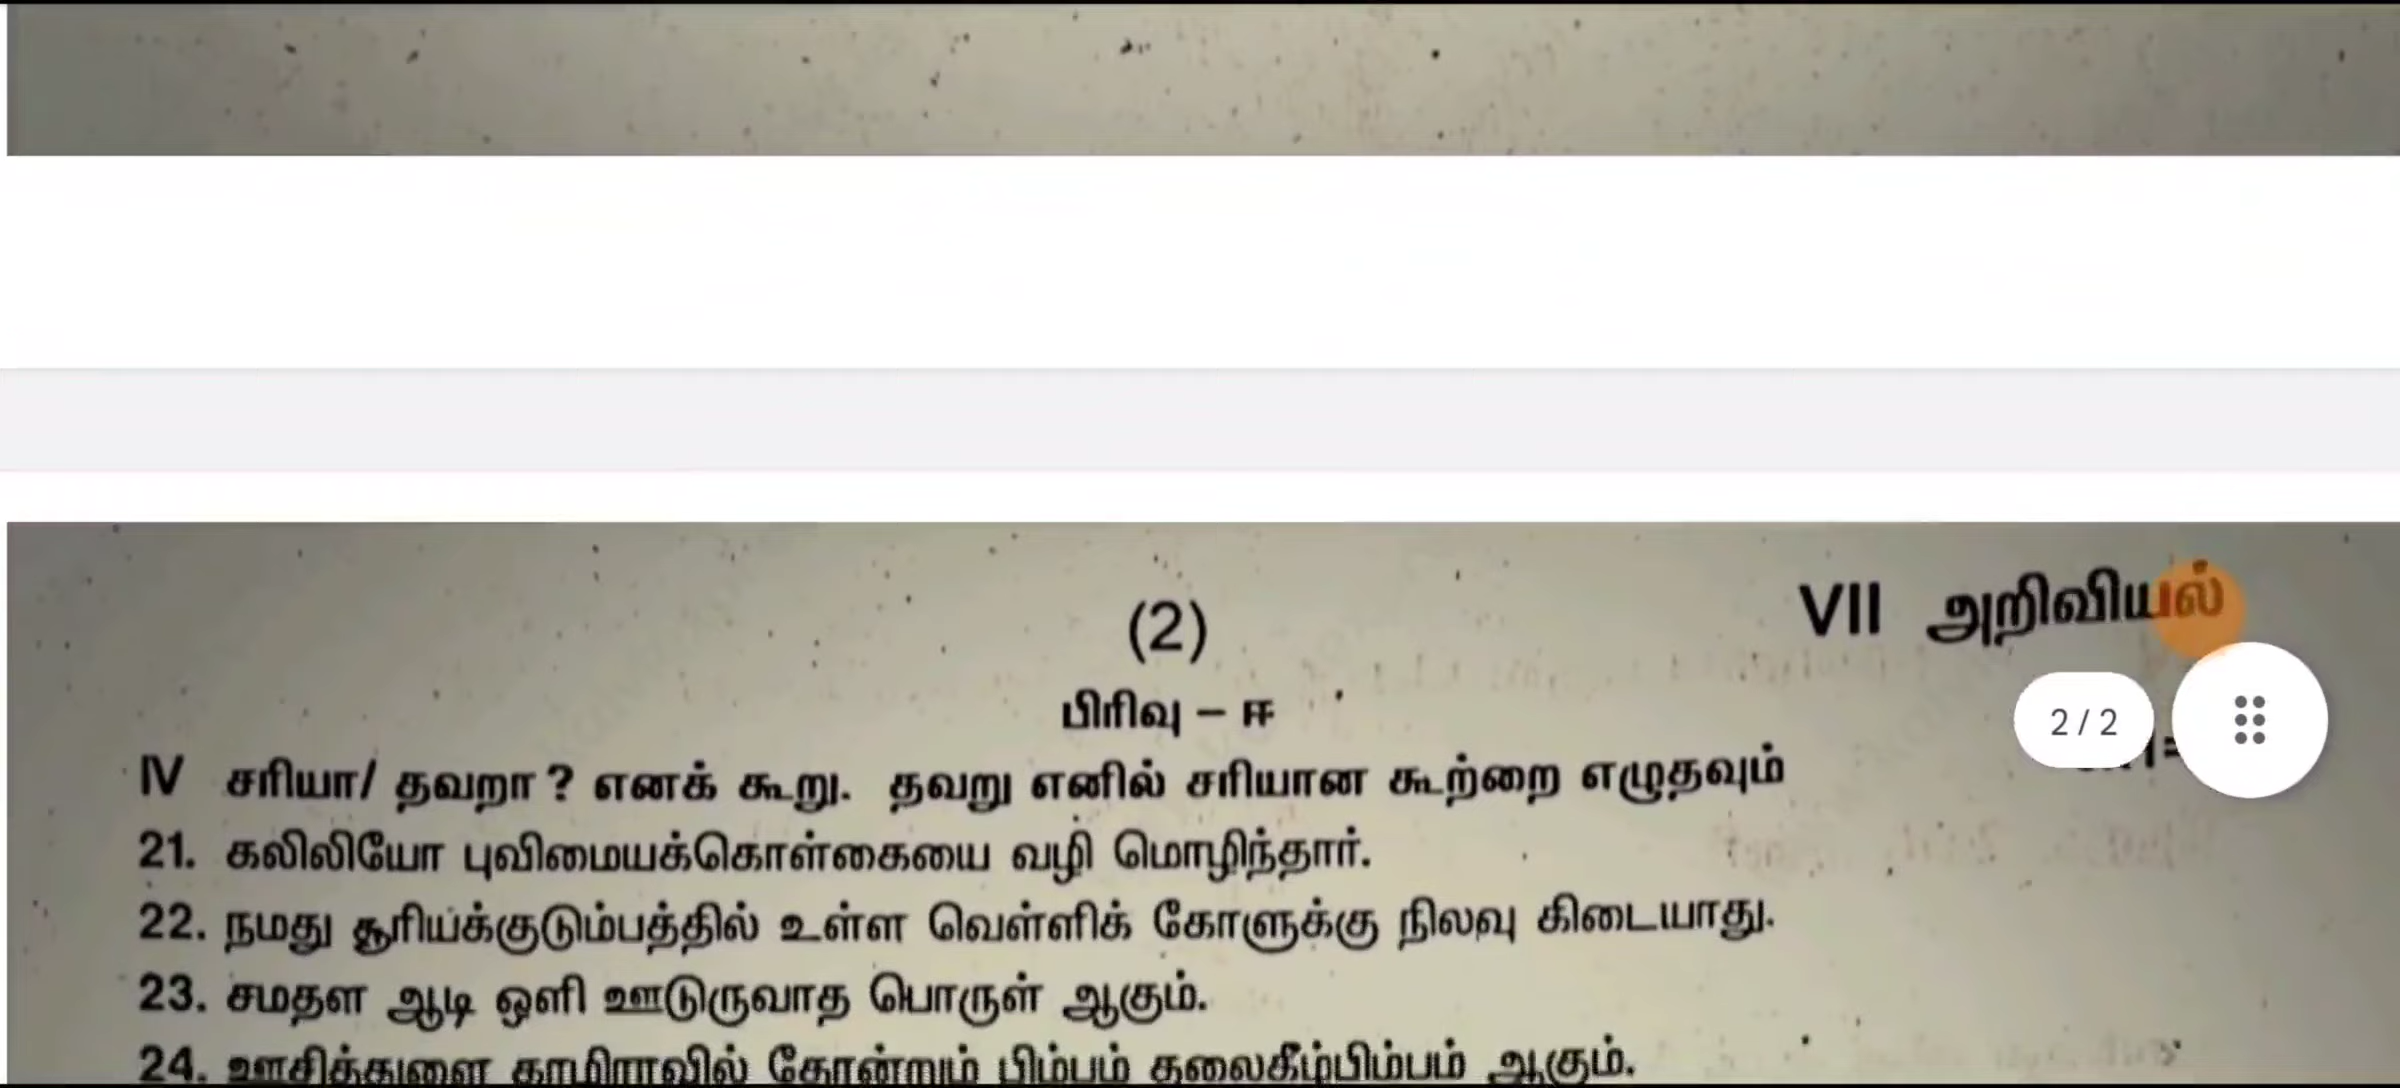 (2)
VII அறிவியல்
பிரிவு – ஈ
2 / 2
IV சரியா/ தவறா ? எனக் கூறு. தவறு எனில் சரியான கூற்றை எழுதவும்
21. கலிலியோ புவிமையக்கொள்கையை வழி மொழிந்தார்.
22. நமது சூரியக்குடும்பத்தில் உள்ள வெள்ளிக் கோளுக்கு நிலவு கிடையாது.
23. சமதள ஆடி ஒளி ஊடுருவாத பொருள் ஆகும்.
24. ஊசித்துளை காமிராவில் தோன்றும் பிம்பம் தலைகீழ்பிம்பம் ஆகும்.